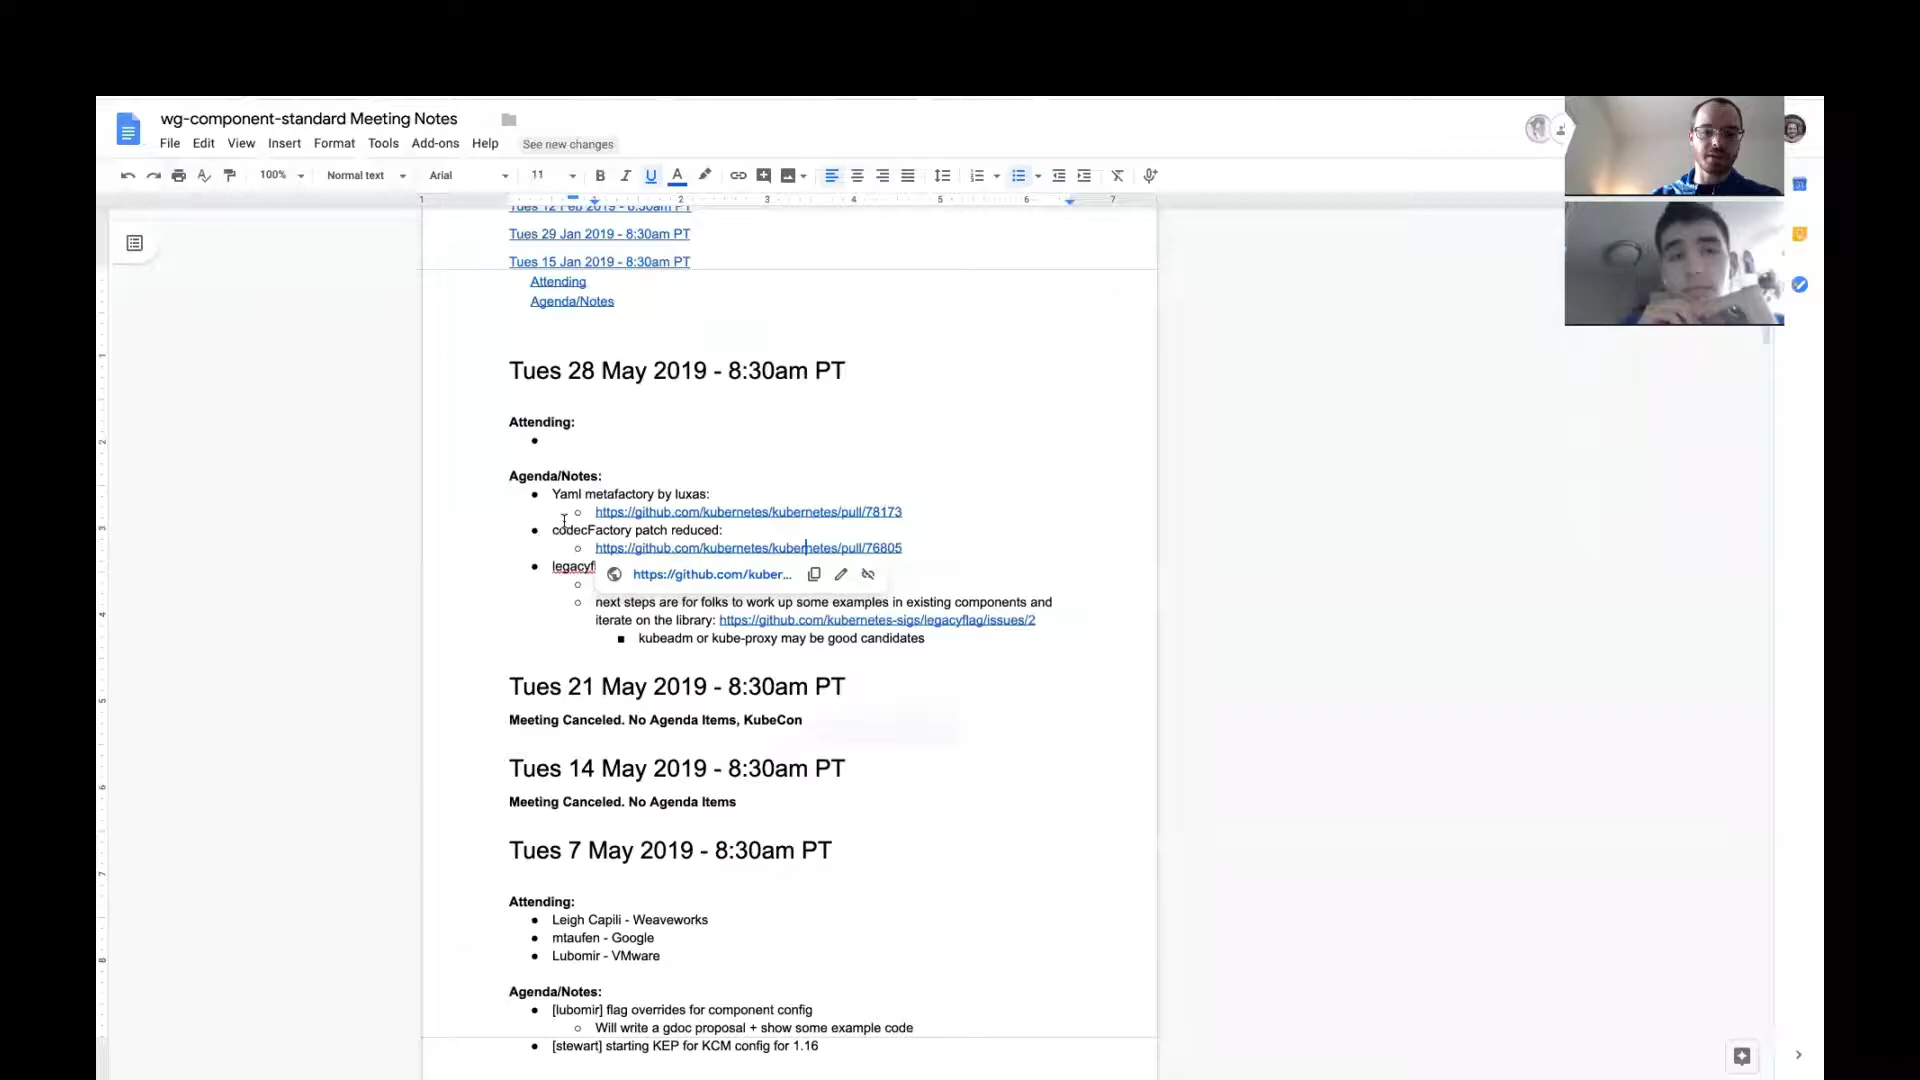 wg-component-standard Meeting Notes
File Edit View Insert Format Tools Add-ons Help See new changes
100% Normal text Arial 11 B I U A
1 1 2 3 4 5 6 7
Tues 12 Feb 2019 - 8:30am PT
Tues 29 Jan 2019 - 8:30am PT
Tues 15 Jan 2019 - 8:30am PT
Attending
Agenda/Notes
Tues 28 May 2019 - 8:30am PT
Attending:
Agenda/Notes:
Yaml metafactory by luxas:
https://github.com/kubernetes/kubernetes/pull/78173
codecFactory patch reduced:
https://github.com/kubernetes/kubernetes/pull/76805
legacyf
https://github.com/kuber...
next steps are for folks to work up some examples in existing components and
iterate on the library: https://github.com/kubernetes-sigs/legacyflag/issues/2
kubeadm or kube-proxy may be good candidates
Tues 21 May 2019 - 8:30am PT
Meeting Canceled. No Agenda Items, KubeCon
Tues 14 May 2019 - 8:30am PT
Meeting Canceled. No Agenda Items
Tues 7 May 2019 - 8:30am PT
Attending:
Leigh Capili - Weaveworks
mtaufen - Google
Lubomir - VMware
Agenda/Notes:
[lubomir] flag overrides for component config
Will write a gdoc proposal + show some example code
[stewart] starting KEP for KCM config for 1.16